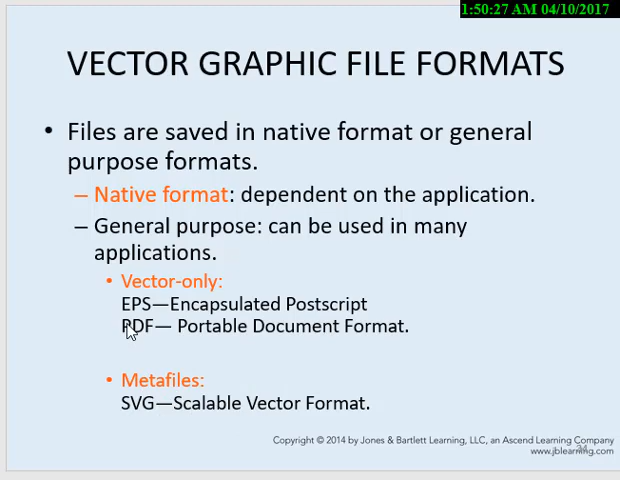 1:50:27 AM 04/10/2017
VECTOR GRAPHIC FILE FORMATS
• Files are saved in native format or general
purpose formats.
– Native format: dependent on the application.
– General purpose: can be used in many
applications.
• Vector-only:
EPS—Encapsulated Postscript
PDF— Portable Document Format.
• Metafiles:
SVG—Scalable Vector Format.
Copyright © 2014 by Jones & Bartlett Learning, LLC, an Ascend Learning Company
www.jblearning.com